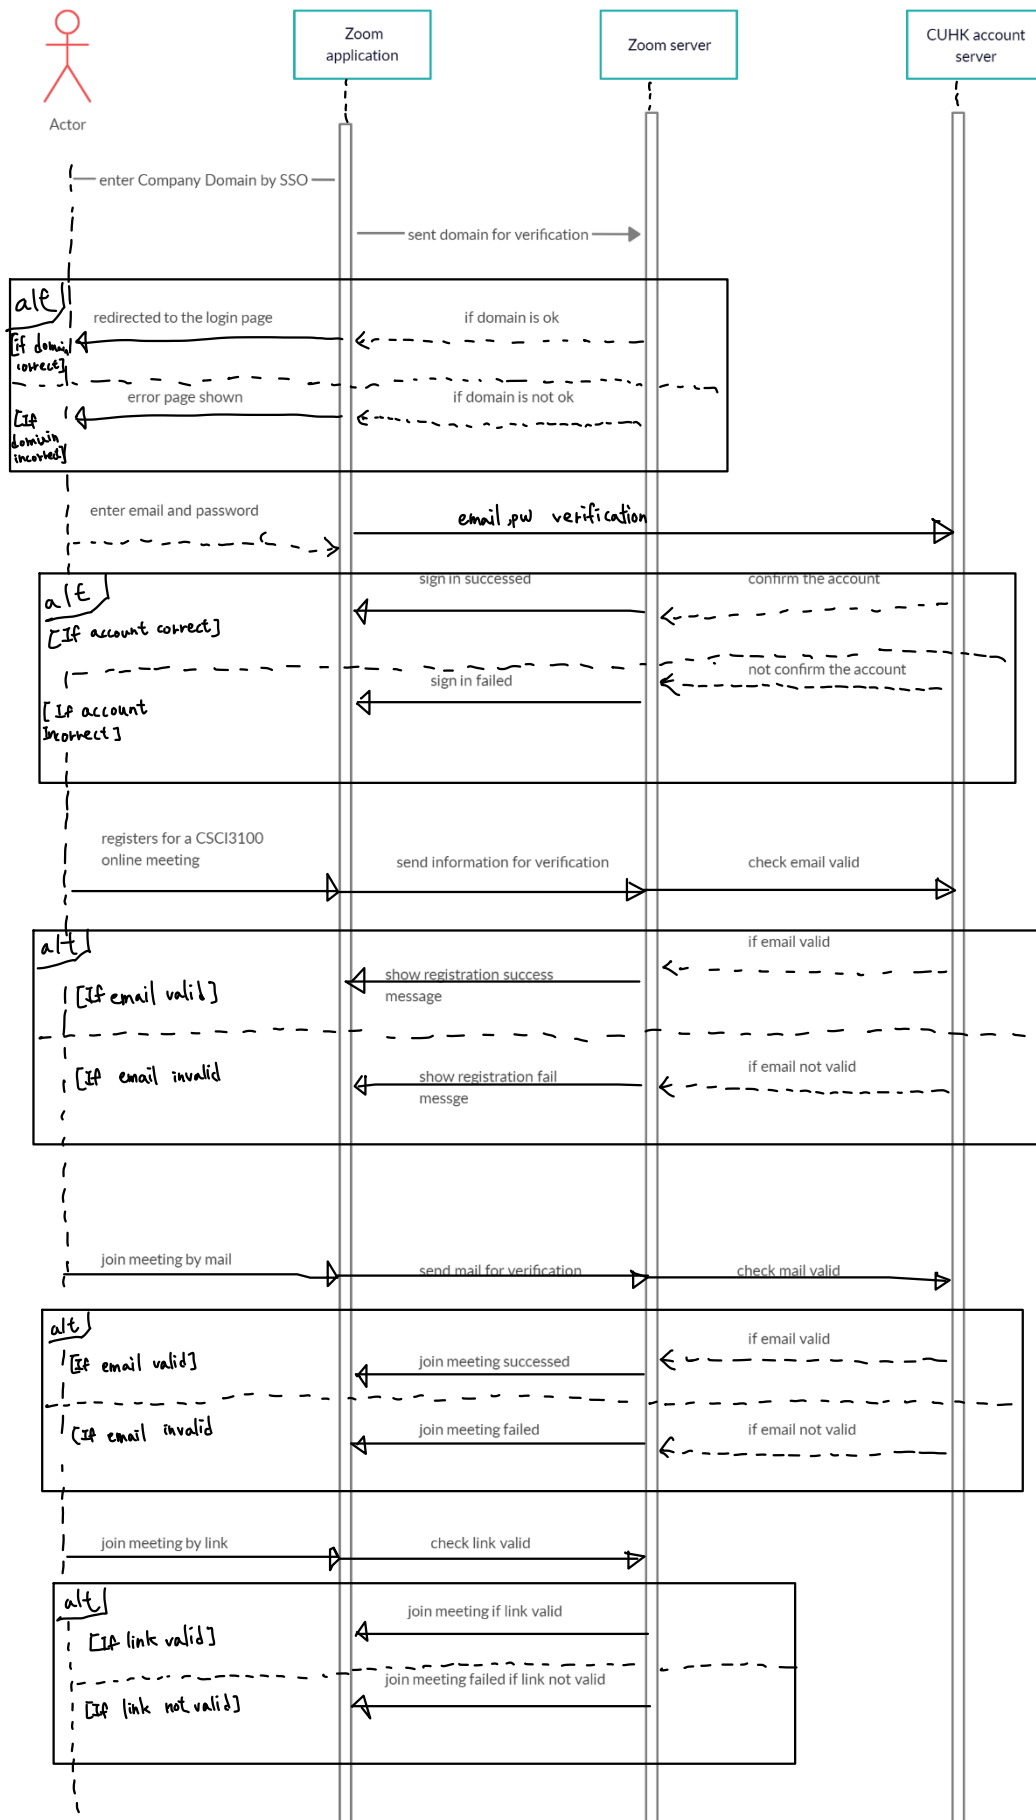 Zoom
application
Zoom server
CUHK account
server
Actor
enter Company Domain by SSO
sent domain for verification
alt
redirected to the login page
if domain is ok
[if domain
correct]
error page shown
if domain is not ok
[If
domain
incorrect]
enter email and password
email, pw verification
alt
sign in successed
confirm the account
[If account correct]
not confirm the account
sign in failed
[If account
Incorrect]
registers for a CSCI3100
online meeting
send information for verification
check email valid
alt
if email valid
show registration success
message
[If email valid]
[If email invalid
if email not valid
show registration fail
messge
join meeting by mail
send mail for verification
check mail valid
alt
if email valid
[If email valid]
join meeting successed
[If email invalid
join meeting failed
if email not valid
join meeting by link
check link valid
alt
join meeting if link valid
[If link valid]
join meeting failed if link not valid
[If link not valid]